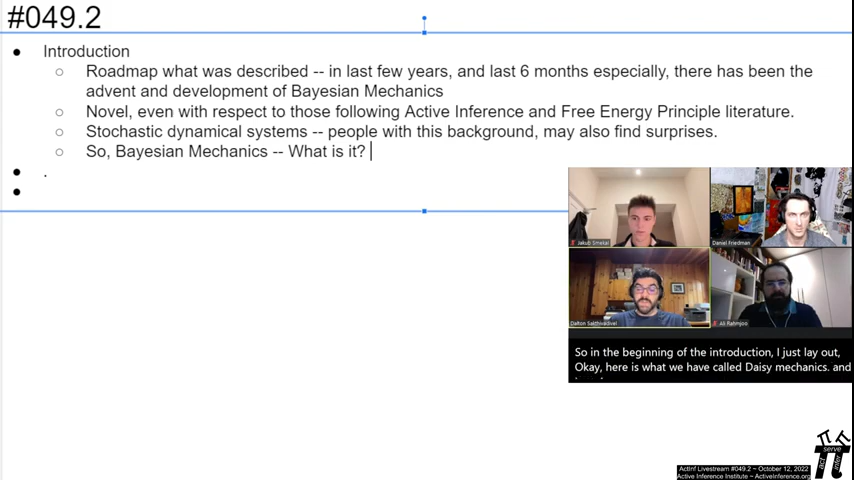 #049.2
● Introduction
○ Roadmap what was described -- in last few years, and last 6 months especially, there has been the
advent and development of Bayesian Mechanics
○ Novel, even with respect to those following Active Inference and Free Energy Principle literature.
○ Stochastic dynamical systems -- people with this background, may also find surprises.
○ So, Bayesian Mechanics -- What is it?
● .
●
Jakub Smekal
Daniel Friedman
Dalton Sakthivadivel
Ali Rahmjoo
So in the beginning of the introduction, I just lay out,
Okay, here is what we have called Daisy mechanics. and
serve
act
infer
ActInf Livestream #049.2 ~ October 12, 2022
Active Inference Institute ~ ActiveInference.org